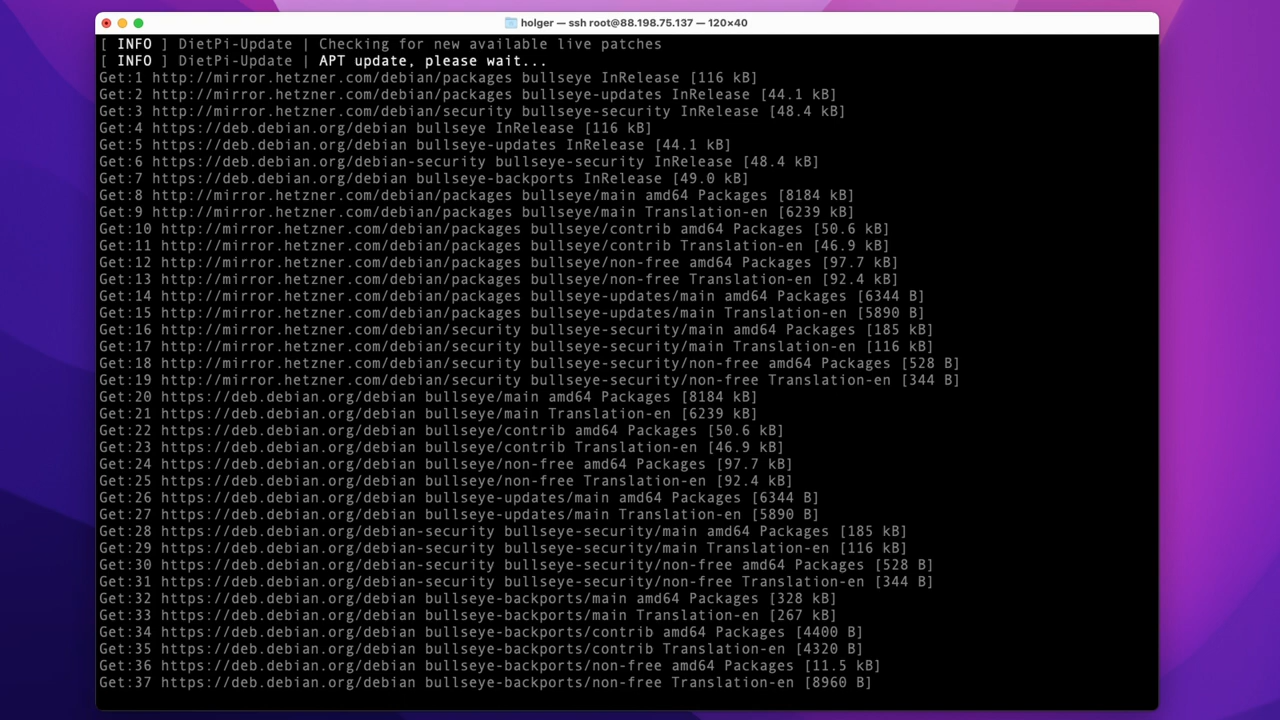 holger — ssh root@88.198.75.137 — 120×40
[ INFO ] DietPi-Update | Checking for new available live patches
[ INFO ] DietPi-Update | APT update, please wait...
Get:1 http://mirror.hetzner.com/debian/packages bullseye InRelease [116 kB]
Get:2 http://mirror.hetzner.com/debian/packages bullseye-updates InRelease [44.1 kB]
Get:3 http://mirror.hetzner.com/debian/security bullseye-security InRelease [48.4 kB]
Get:4 https://deb.debian.org/debian bullseye InRelease [116 kB]
Get:5 https://deb.debian.org/debian bullseye-updates InRelease [44.1 kB]
Get:6 https://deb.debian.org/debian-security bullseye-security InRelease [48.4 kB]
Get:7 https://deb.debian.org/debian bullseye-backports InRelease [49.0 kB]
Get:8 http://mirror.hetzner.com/debian/packages bullseye/main amd64 Packages [8184 kB]
Get:9 http://mirror.hetzner.com/debian/packages bullseye/main Translation-en [6239 kB]
Get:10 http://mirror.hetzner.com/debian/packages bullseye/contrib amd64 Packages [50.6 kB]
Get:11 http://mirror.hetzner.com/debian/packages bullseye/contrib Translation-en [46.9 kB]
Get:12 http://mirror.hetzner.com/debian/packages bullseye/non-free amd64 Packages [97.7 kB]
Get:13 http://mirror.hetzner.com/debian/packages bullseye/non-free Translation-en [92.4 kB]
Get:14 http://mirror.hetzner.com/debian/packages bullseye-updates/main amd64 Packages [6344 B]
Get:15 http://mirror.hetzner.com/debian/packages bullseye-updates/main Translation-en [5890 B]
Get:16 http://mirror.hetzner.com/debian/security bullseye-security/main amd64 Packages [185 kB]
Get:17 http://mirror.hetzner.com/debian/security bullseye-security/main Translation-en [116 kB]
Get:18 http://mirror.hetzner.com/debian/security bullseye-security/non-free amd64 Packages [528 B]
Get:19 http://mirror.hetzner.com/debian/security bullseye-security/non-free Translation-en [344 B]
Get:20 https://deb.debian.org/debian bullseye/main amd64 Packages [8184 kB]
Get:21 https://deb.debian.org/debian bullseye/main Translation-en [6239 kB]
Get:22 https://deb.debian.org/debian bullseye/contrib amd64 Packages [50.6 kB]
Get:23 https://deb.debian.org/debian bullseye/contrib Translation-en [46.9 kB]
Get:24 https://deb.debian.org/debian bullseye/non-free amd64 Packages [97.7 kB]
Get:25 https://deb.debian.org/debian bullseye/non-free Translation-en [92.4 kB]
Get:26 https://deb.debian.org/debian bullseye-updates/main amd64 Packages [6344 B]
Get:27 https://deb.debian.org/debian bullseye-updates/main Translation-en [5890 B]
Get:28 https://deb.debian.org/debian-security bullseye-security/main amd64 Packages [185 kB]
Get:29 https://deb.debian.org/debian-security bullseye-security/main Translation-en [116 kB]
Get:30 https://deb.debian.org/debian-security bullseye-security/non-free amd64 Packages [528 B]
Get:31 https://deb.debian.org/debian-security bullseye-security/non-free Translation-en [344 B]
Get:32 https://deb.debian.org/debian bullseye-backports/main amd64 Packages [328 kB]
Get:33 https://deb.debian.org/debian bullseye-backports/main Translation-en [267 kB]
Get:34 https://deb.debian.org/debian bullseye-backports/contrib amd64 Packages [4400 B]
Get:35 https://deb.debian.org/debian bullseye-backports/contrib Translation-en [4320 B]
Get:36 https://deb.debian.org/debian bullseye-backports/non-free amd64 Packages [11.5 kB]
Get:37 https://deb.debian.org/debian bullseye-backports/non-free Translation-en [8960 B]